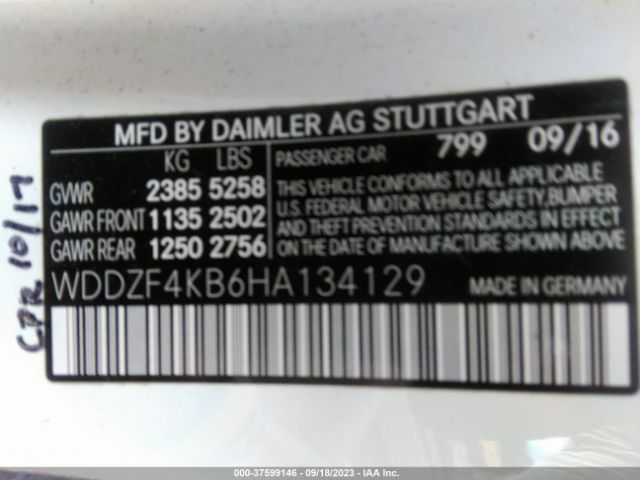 MFD BY DAIMLER AG STUTTGART
KG LBS
GVWR 2385 5258
GAWR FRONT 1135 2502
GAWR REAR 1250 2756
PASSENGER CAR 799 09/16
THIS VEHICLE CONFORMS TO ALL APPLICABLE
U.S. FEDERAL MOTOR VEHICLE SAFETY, BUMPER
AND THEFT PREVENTION STANDARDS IN EFFECT
ON THE DATE OF MANUFACTURE SHOWN ABOVE
WDDZF4KB6HA134129 MADE IN GERMANY
CPR 10/17
000-37599146 - 09/18/2023 - IAA Inc.